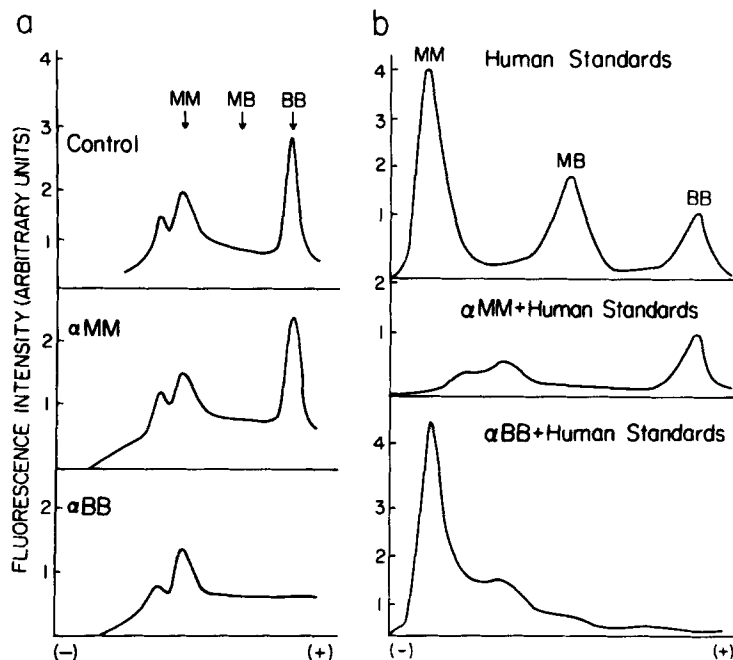 a
FLUORESCENCE INTENSITY (ARBITRARY UNITS)
4
3
2
1
Control
MM
MB
BB
αMM
2
1
αBB
2
1
(−)
(+)
b
Human Standards
4
3
2
1
MM
MB
BB
2
αMM+Human Standards
1
αBB+Human Standards
4
3
2
1
(-)
(+)